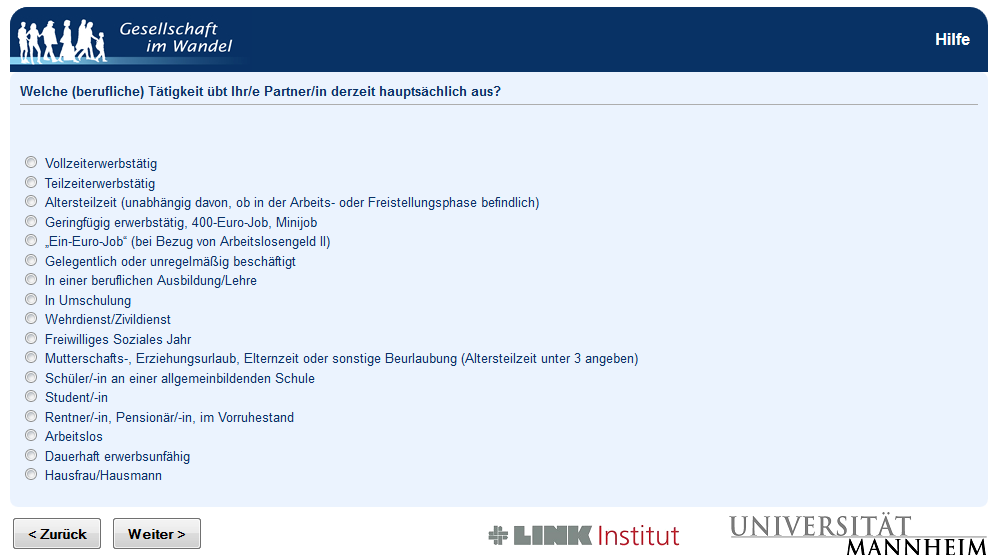 Gesellschaft
im Wandel
Hilfe
Welche (berufliche) Tätigkeit übt Ihr/e Partner/in derzeit hauptsächlich aus?
Vollzeiterwerbstätig
Teilzeiterwerbstätig
Altersteilzeit (unabhängig davon, ob in der Arbeits- oder Freistellungsphase befindlich)
Geringfügig erwerbstätig, 400-Euro-Job, Minijob
„Ein-Euro-Job“ (bei Bezug von Arbeitslosengeld II)
Gelegentlich oder unregelmäßig beschäftigt
In einer beruflichen Ausbildung/Lehre
In Umschulung
Wehrdienst/Zivildienst
Freiwilliges Soziales Jahr
Mutterschafts-, Erziehungsurlaub, Elternzeit oder sonstige Beurlaubung (Altersteilzeit unter 3 angeben)
Schüler/-in an einer allgemeinbildenden Schule
Student/-in
Rentner/-in, Pensionär/-in, im Vorruhestand
Arbeitslos
Dauerhaft erwerbsunfähig
Hausfrau/Hausmann
< Zurück
Weiter >
LINK Institut
UNIVERSITÄT
MANNHEIM